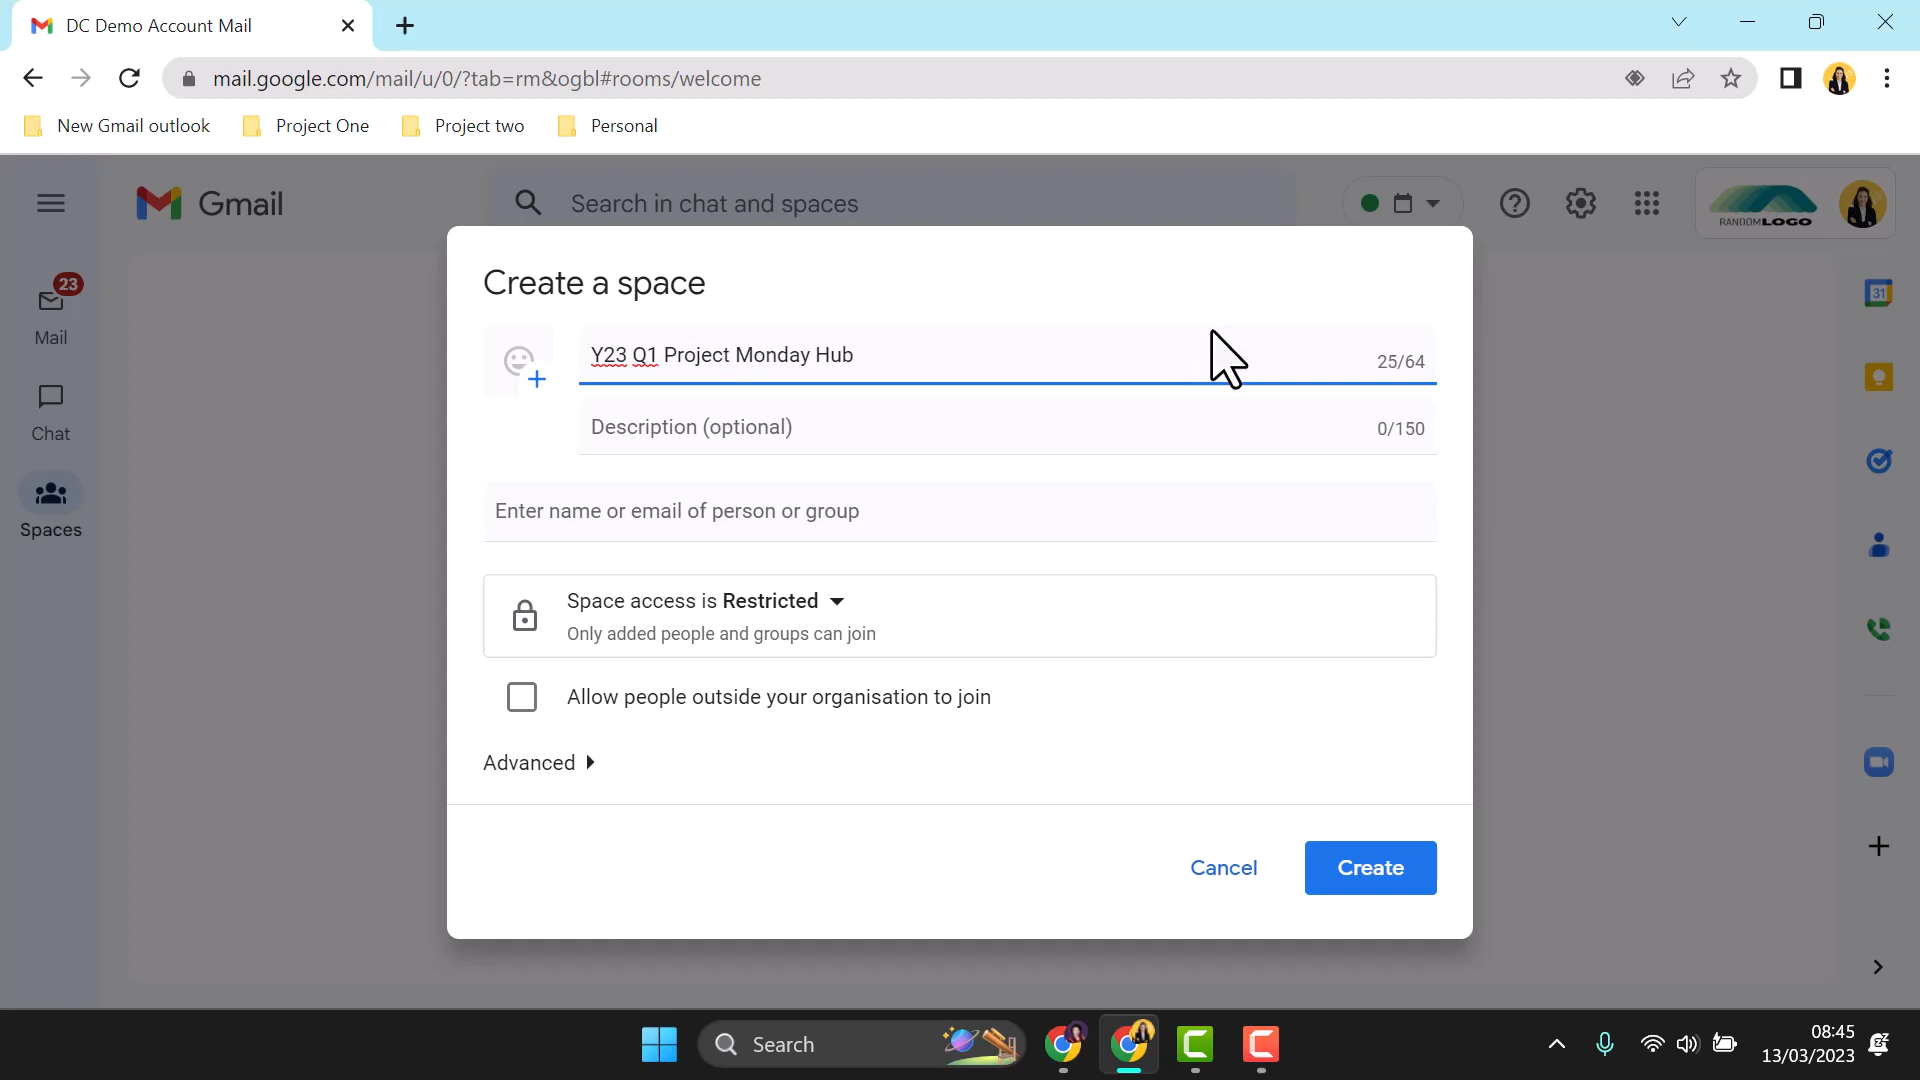 DC Demo Account Mail
mail.google.com/mail/u/0/?tab=rm&ogbl#rooms/welcome
New Gmail outlook
Project One
Project two
Personal
Gmail
Search in chat and spaces
RANDOMLOGO
23
Mail
Chat
Spaces
31
Create a space
Y23 Q1 Project Monday Hub
25/64
Description (optional)
0/150
Enter name or email of person or group
Space access is Restricted
Only added people and groups can join
Allow people outside your organisation to join
Advanced
Cancel
Create
Search
08:45
13/03/2023